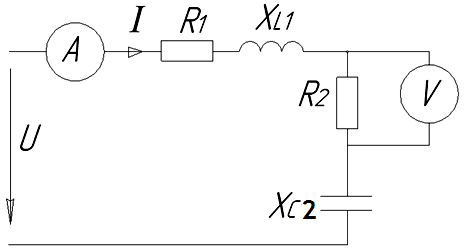 I R1 XL1
A
R2 V
U
XC2